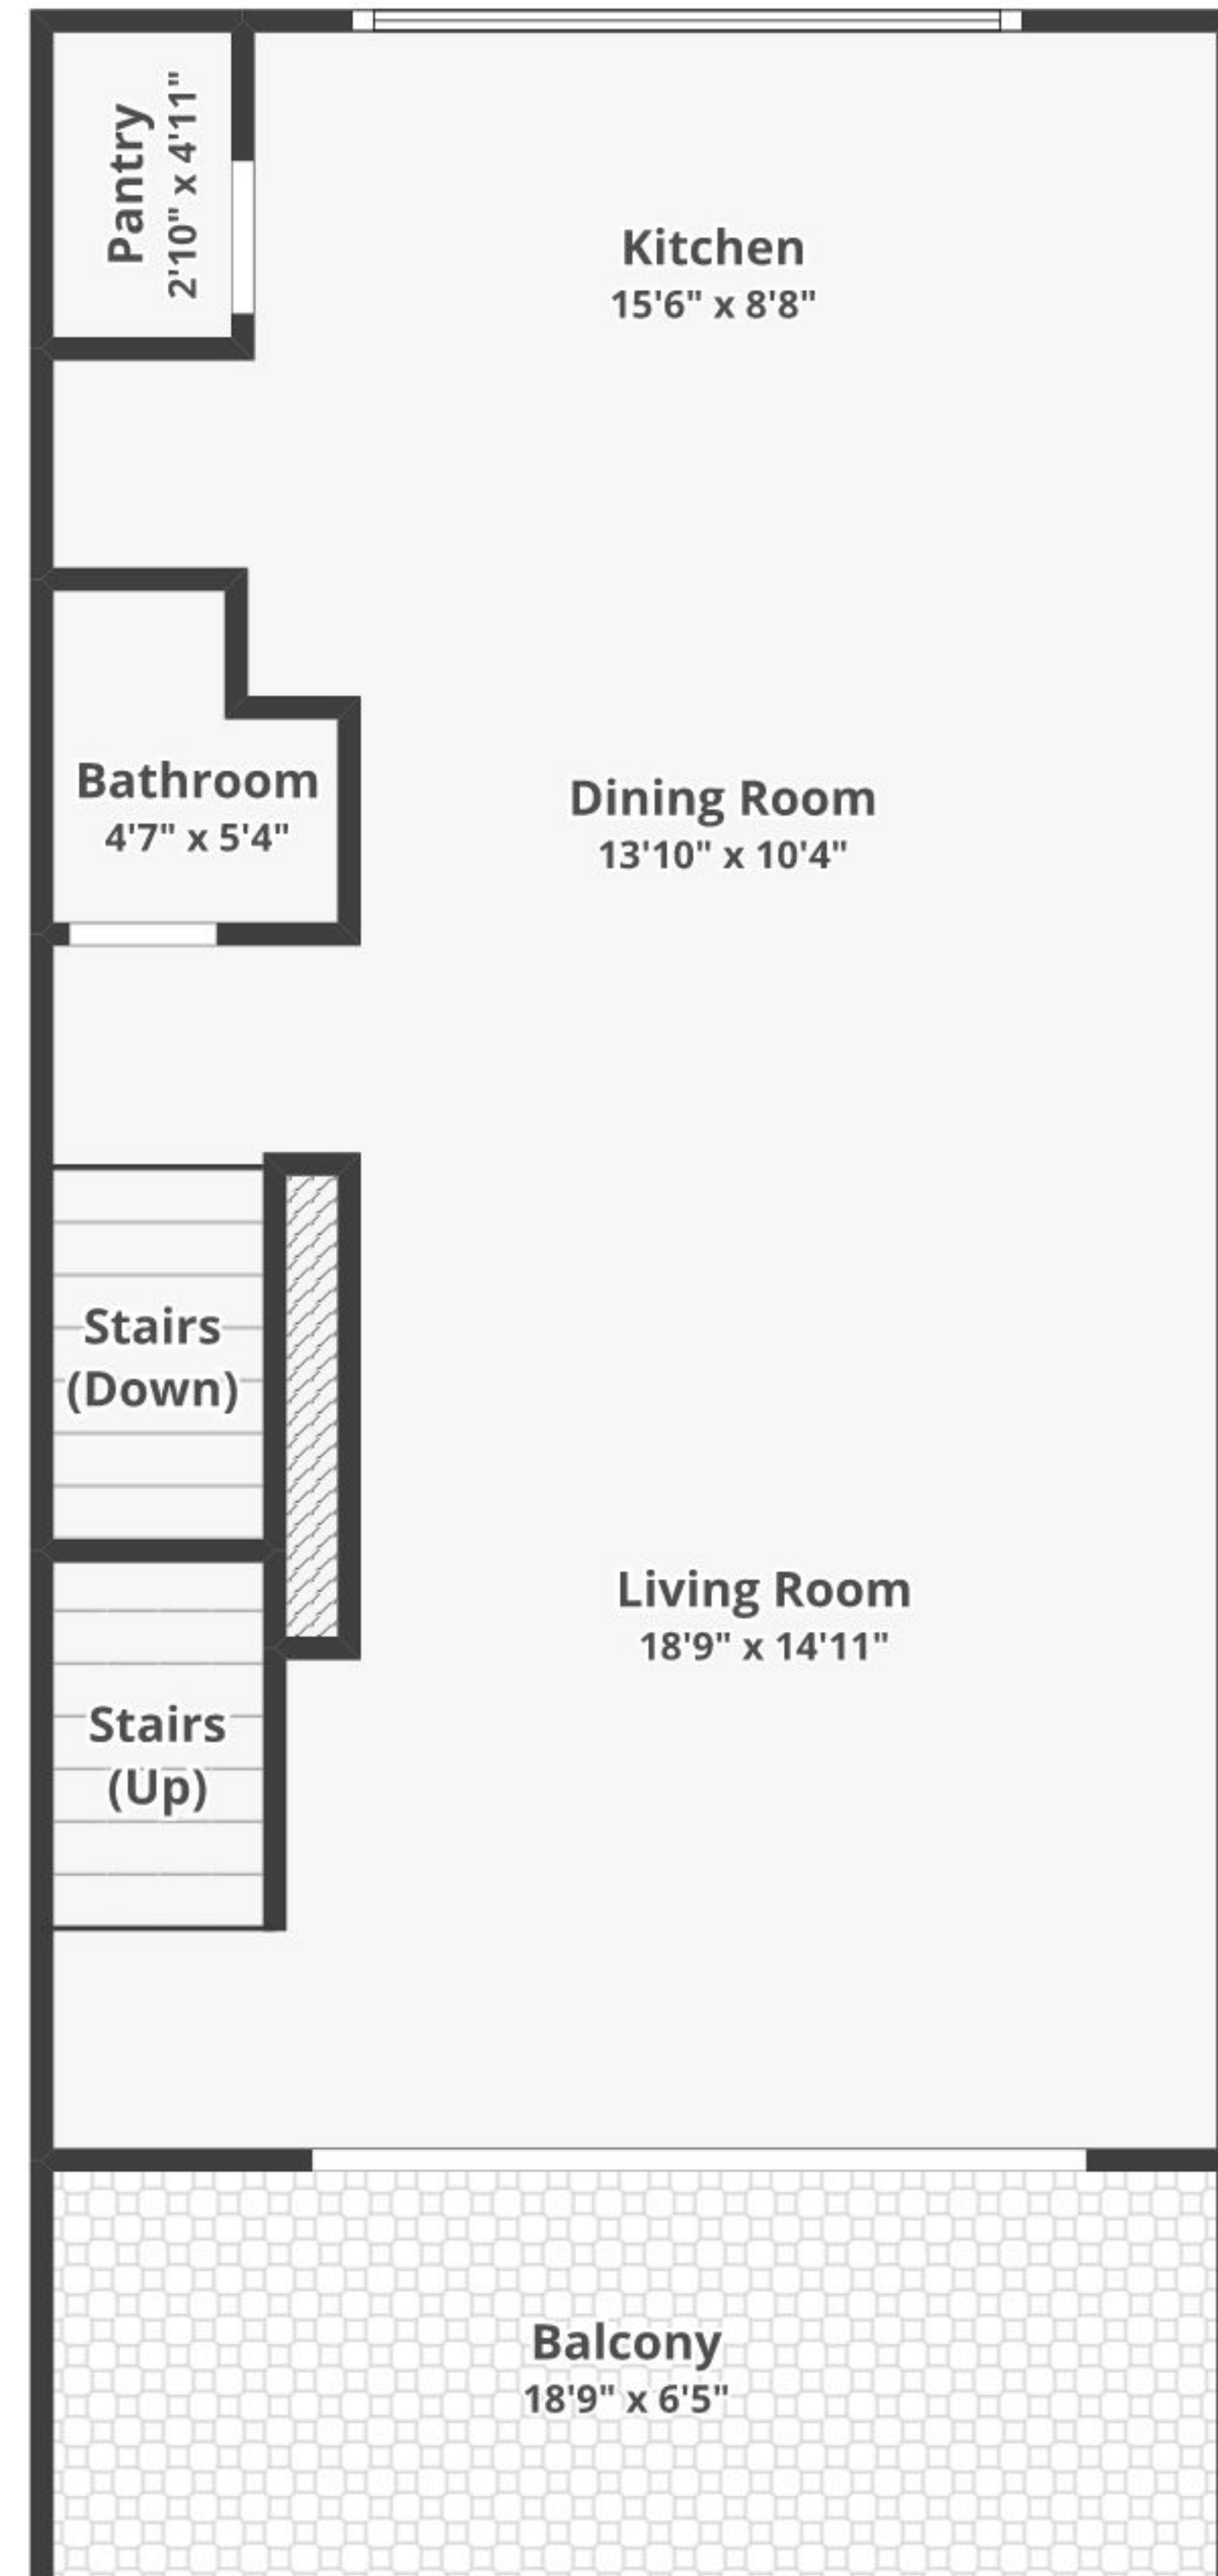 Pantry
2'10" x 4'11"
Kitchen
15'6" x 8'8"
Bathroom
4'7" x 5'4"
Dining Room
13'10" x 10'4"
Stairs
(Down)
Living Room
18'9" x 14'11"
Stairs
(Up)
Balcony
18'9" x 6'5"